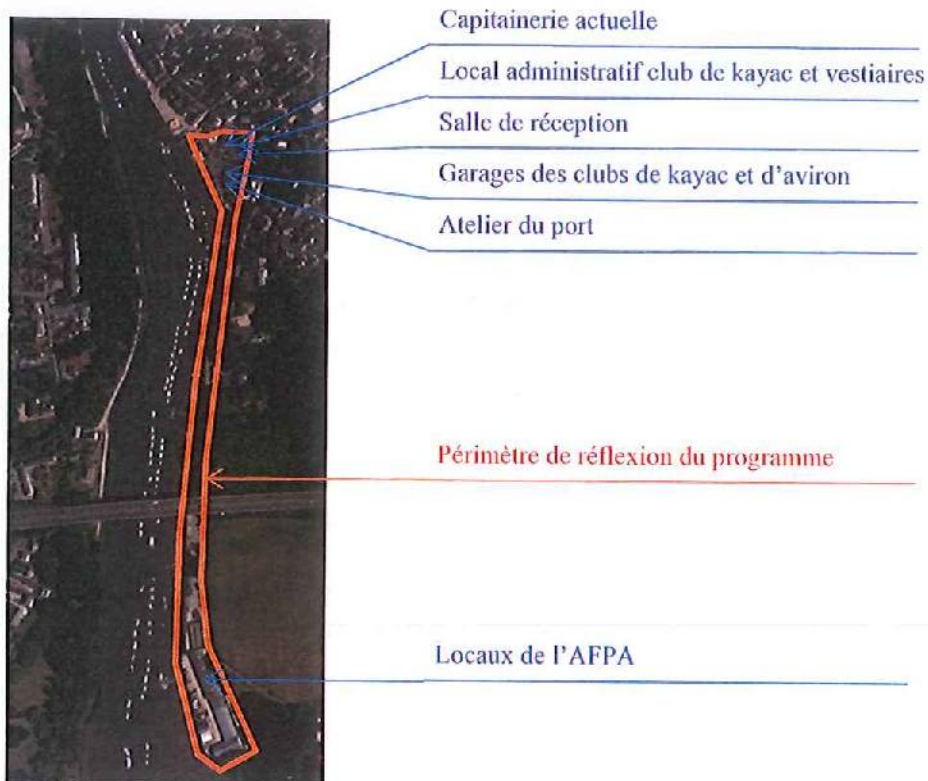 Capitainerie actuelle
Local administratif club de kayac et vestiaires
Salle de réception
Garages des clubs de kayac et d'aviron
Atelier du port
Périmètre de réflexion du programme
Locaux de l'AFPA